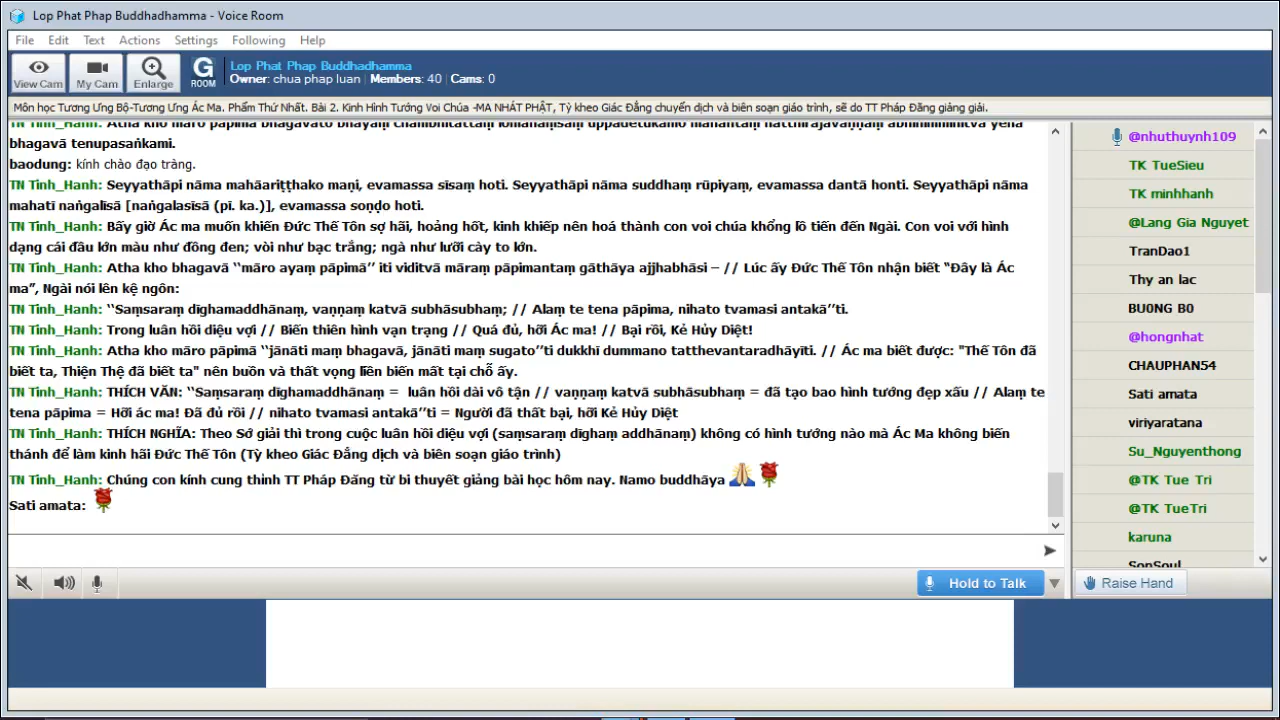 Lop Phat Phap Buddhadhamma - Voice Room
File Edit Text Actions Settings Following Help
View Cam My Cam Enlarge G ROOM
Lop Phat Phap Buddhadhamma
Owner: chua phap luan Members: 40 Cams: 0
Môn học Tương Ưng Bộ-Tương Ưng Ác Ma. Phẩm Thứ Nhất. Bài 2. Kinh Hình Tướng Voi Chúa -MA NHÁT PHẬT, Tỳ kheo Giác Đẳng chuyển dịch và biên soạn giáo trình, sẽ do TT Pháp Đăng giảng giải.
TN Tinh_Hanh: Atha kho māro pāpimā bhagavato bhayaṃ chambhitattaṃ lomahaṃsaṃ uppādetukāmo mahantaṃ hatthirājavaṇṇaṃ abhinimminitvā yena
bhagavā tenupasaṅkami.
baodung: kính chào đạo tràng.
TN Tinh_Hanh: Seyyathāpi nāma mahāariṭṭhako maṇi, evamassa sīsaṃ hoti. Seyyathāpi nāma suddhaṃ rūpiyaṃ, evamassa dantā honti. Seyyathāpi nāma
mahatī naṅgalīsā [naṅgalasīsā (pī. ka.)], evamassa soṇḍo hoti.
TN Tinh_Hanh: Bấy giờ Ác ma muốn khiến Đức Thế Tôn sợ hãi, hoảng hốt, kinh khiếp nên hoá thành con voi chúa khổng lồ tiến đến Ngài. Con voi với hình
dạng cái đầu lớn màu như đồng đen; vòi như bạc trắng; ngà như lưỡi cày to lớn.
TN Tinh_Hanh: Atha kho bhagavā ‘‘māro ayaṃ pāpimā’’ iti viditvā māraṃ pāpimantaṃ gāthāya ajjhabhāsi – // Lúc ấy Đức Thế Tôn nhận biết “Đây là Ác
ma”, Ngài nói lên kệ ngôn:
TN Tinh_Hanh: ‘‘Saṃsaraṃ dīghamaddhānaṃ, vaṇṇaṃ katvā subhāsubhaṃ; // Alaṃ te tena pāpima, nihato tvamasi antakā’’ti.
TN Tinh_Hanh: Trong luân hồi diệu vợi // Biến thiên hình vạn trạng // Quá đủ, hỡi Ác ma! // Bại rồi, Kẻ Hủy Diệt!
TN Tinh_Hanh: Atha kho māro pāpimā ‘‘jānāti maṃ bhagavā, jānāti maṃ sugato’’ti dukkhī dummano tatthevantaradhāyīti. // Ác ma biết được: "Thế Tôn đã
biết ta, Thiện Thệ đã biết ta" nên buồn và thất vọng liền biến mất tại chỗ ấy.
TN Tinh_Hanh: THÍCH VĂN: ‘‘Saṃsaraṃ dīghamaddhānaṃ = luân hồi dài vô tận // vaṇṇaṃ katvā subhāsubhaṃ = đã tạo bao hình tướng đẹp xấu // Alaṃ te
tena pāpima = Hỡi ác ma! Đã đủ rồi // nihato tvamasi antakā’’ti = Người đã thất bại, hỡi Kẻ Hủy Diệt
TN Tinh_Hanh: THÍCH NGHĨA: Theo Sớ giải thì trong cuộc luân hồi diệu vợi (saṃsaraṃ dīghaṃ addhānaṃ) không có hình tướng nào mà Ác Ma không biến
thánh để làm kinh hãi Đức Thế Tôn (Tỳ kheo Giác Đẳng dịch và biên soạn giáo trình)
TN Tinh_Hanh: Chúng con kính cung thỉnh TT Pháp Đăng từ bi thuyết giảng bài học hôm nay. Namo buddhāya
Sati amata:
@nhuthuynh109
TK TueSieu
TK minhhanh
@Lang Gia Nguyet
TranDao1
Thy an lac
BU0NG B0
@hongnhat
CHAUPHAN54
Sati amata
viriyaratana
Su_Nguyenthong
@TK Tue Tri
@TK TueTri
karuna
SonSoul
Hold to Talk
Raise Hand